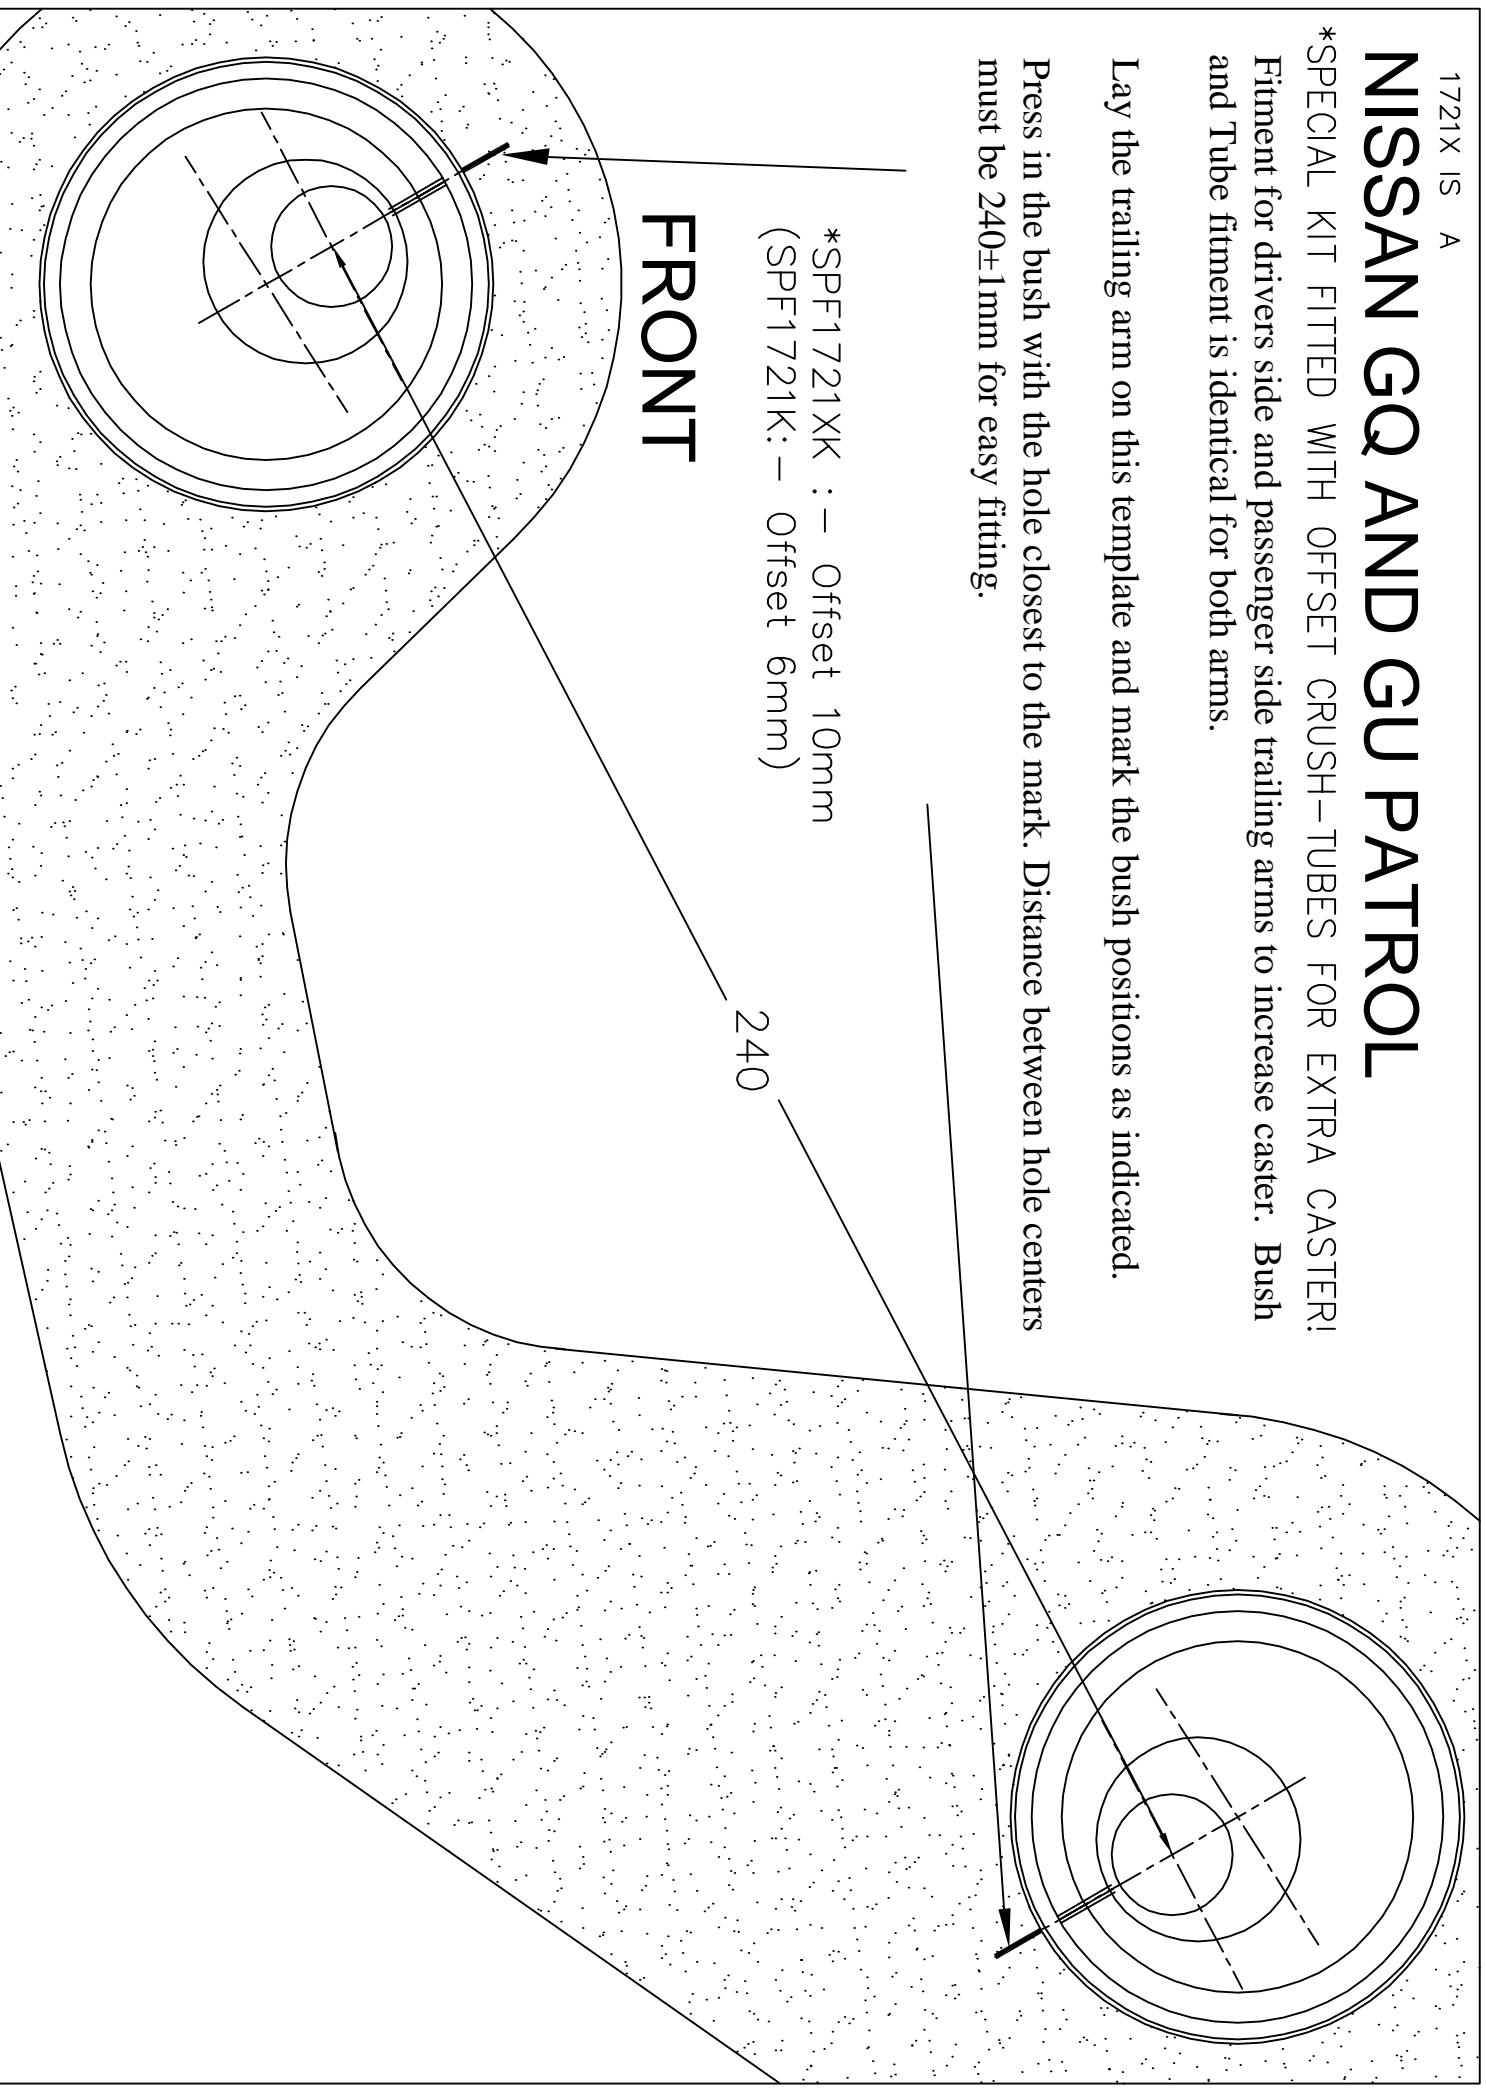 1721X IS A
NISSAN GQ AND GU PATROL
*SPECIAL KIT FITTED WITH OFFSET CRUSH-TUBES FOR EXTRA CASTER!
Fitment for drivers side and passenger side trailing arms to increase caster. Bush
and Tube fitment is identical for both arms.
Lay the trailing arm on this template and mark the bush positions as indicated.
Press in the bush with the hole closest to the mark. Distance between hole centers
must be 240±1mm for easy fitting.
*SPF1721XK :- Offset 10mm
(SPF1721K:- Offset 6mm)
FRONT
240